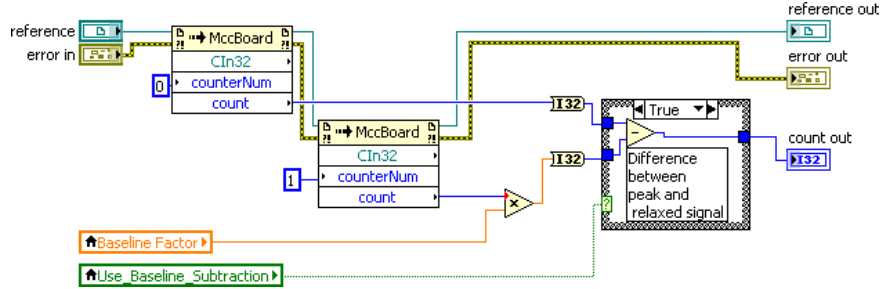 reference
error in
MccBoard
CIn32
0
counterNum
count
MccBoard
CIn32
1
counterNum
count
Baseline Factor
Use_Baseline_Subtraction
I32
I32
True
Difference
between
peak and
relaxed signal
?
reference out
error out
count out
I32